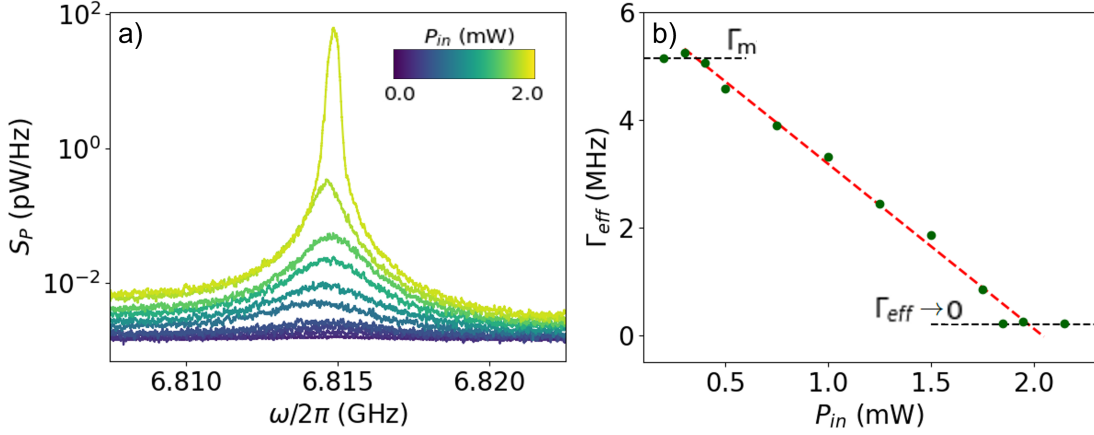 a)
P_in (mW)
0.0 2.0
10^2
10^0
10^−2
S_P (pW/Hz)
6.810 6.815 6.820
ω/2π (GHz)
b)
Γ_m
Γ_eff→0
6
4
2
0
Γ_eff (MHz)
0.5 1.0 1.5 2.0
P_in (mW)